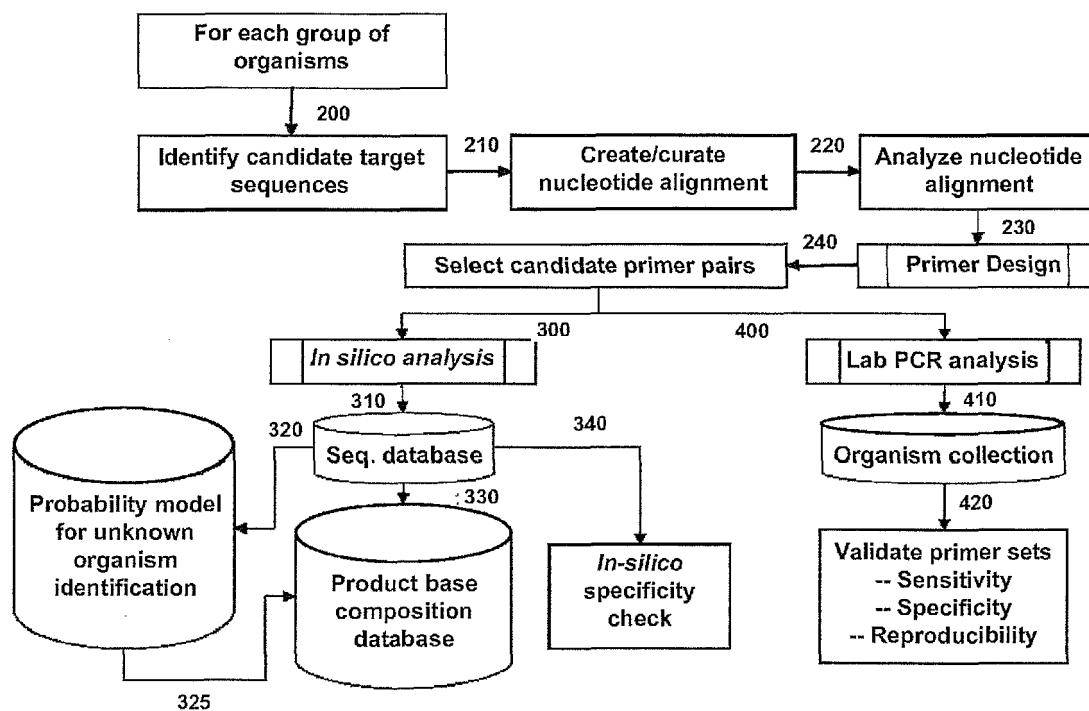 For each group of
organisms
200
Identify candidate target
sequences
210
Create/curate
nucleotide alignment
220
Analyze nucleotide
alignment
230
Primer Design
240
Select candidate primer pairs
300
400
In silico analysis
Lab PCR analysis
310
410
320
Seq. database
340
Organism collection
330
420
Probability model
for unknown
organism
identification
Product base
composition
database
In-silico
specificity
check
Validate primer sets
-- Sensitivity
-- Specificity
-- Reproducibility
325